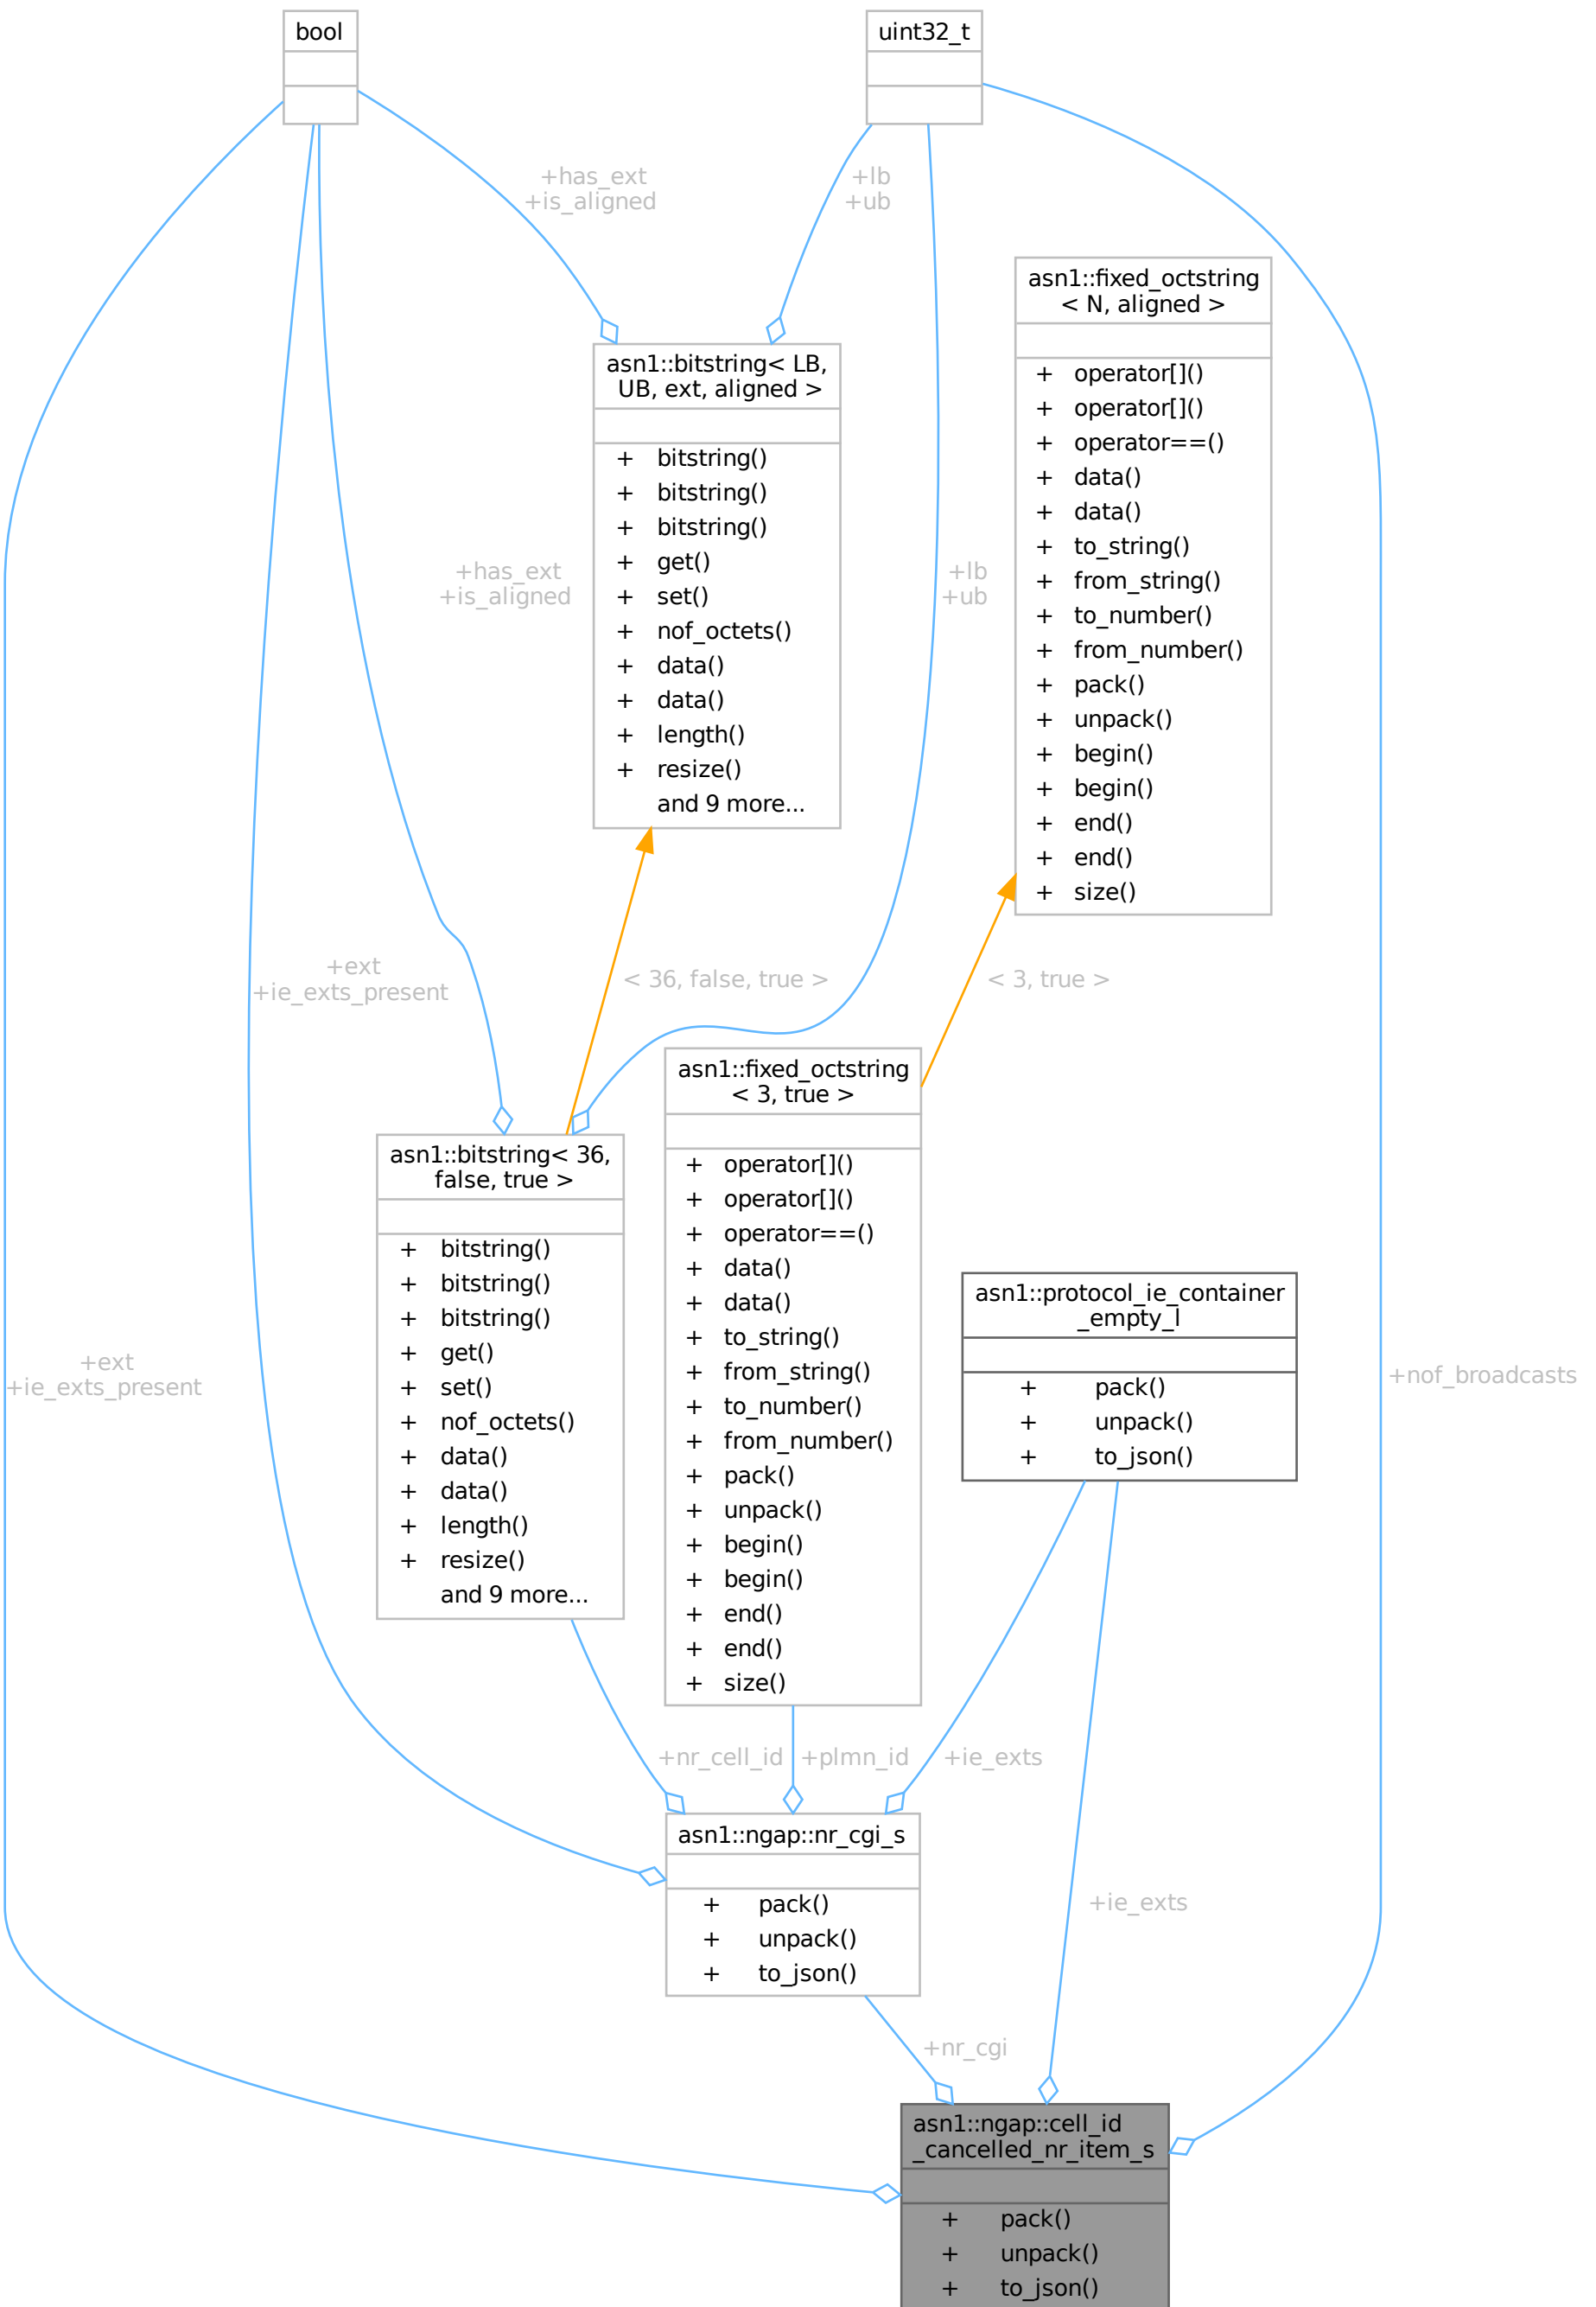 bool
uint32_t
+has_ext
+is_aligned
+lb
+ub
asn1::fixed_octstring
< N, aligned >
+ operator[]()
+ operator[]()
+ operator==()
+ data()
+ data()
+ to_string()
+ from_string()
+ to_number()
+ from_number()
+ pack()
+ unpack()
+ begin()
+ begin()
+ end()
+ end()
+ size()
asn1::bitstring< LB,
UB, ext, aligned >
+ bitstring()
+ bitstring()
+ bitstring()
+ get()
+ set()
+ nof_octets()
+ data()
+ data()
+ length()
+ resize()
and 9 more...
+has_ext
+is_aligned
+lb
+ub
+ext
+ie_exts_present
< 36, false, true >
< 3, true >
asn1::fixed_octstring
< 3, true >
+ operator[]()
+ operator[]()
+ operator==()
+ data()
+ data()
+ to_string()
+ from_string()
+ to_number()
+ from_number()
+ pack()
+ unpack()
+ begin()
+ begin()
+ end()
+ end()
+ size()
asn1::bitstring< 36,
false, true >
+ bitstring()
+ bitstring()
+ bitstring()
+ get()
+ set()
+ nof_octets()
+ data()
+ data()
+ length()
+ resize()
and 9 more...
asn1::protocol_ie_container
_empty_l
+ pack()
+ unpack()
+ to_json()
+ext
+ie_exts_present
+nof_broadcasts
+nr_cell_id
+plmn_id
+ie_exts
asn1::ngap::nr_cgi_s
+ pack()
+ unpack()
+ to_json()
+ie_exts
+nr_cgi
asn1::ngap::cell_id
_cancelled_nr_item_s
+ pack()
+ unpack()
+ to_json()